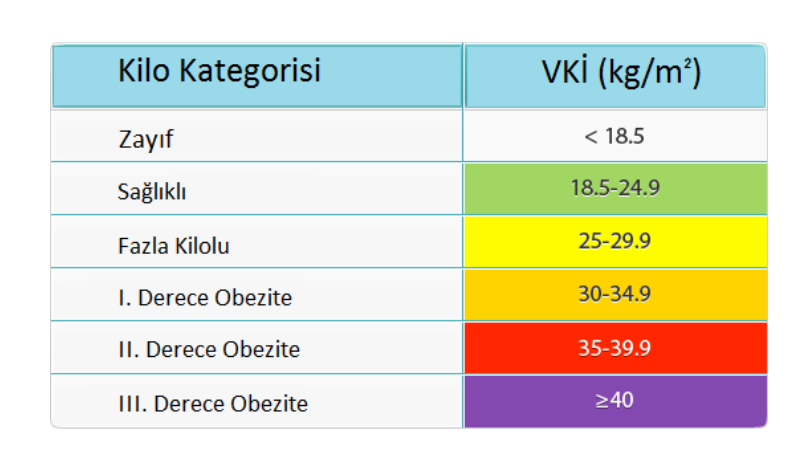 Kilo Kategorisi VKİ (kg/m²)
Zayıf < 18.5
Sağlıklı 18.5-24.9
Fazla Kilolu 25-29.9
I. Derece Obezite 30-34.9
II. Derece Obezite 35-39.9
III. Derece Obezite ≥40